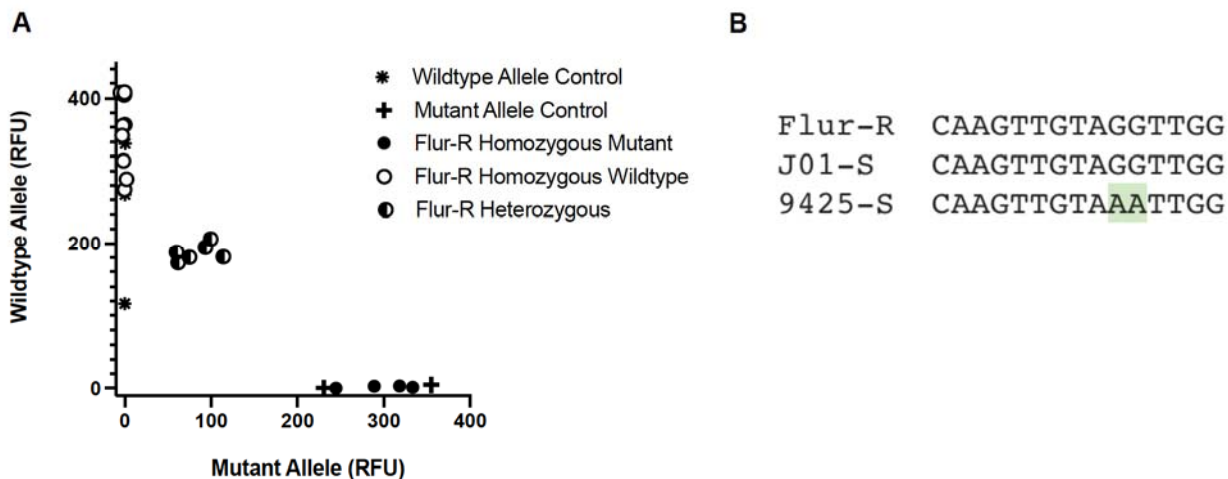 A
B
Wildtype Allele (RFU)
400
200
0
0
100
200
300
400
Mutant Allele (RFU)
Wildtype Allele Control
Mutant Allele Control
Flur-R Homozygous Mutant
Flur-R Homozygous Wildtype
Flur-R Heterozygous
Flur-R CAAGTTGTAGGTTGG
J01-S CAAGTTGTAGGTTGG
9425-S CAAGTTGTAAATTGG